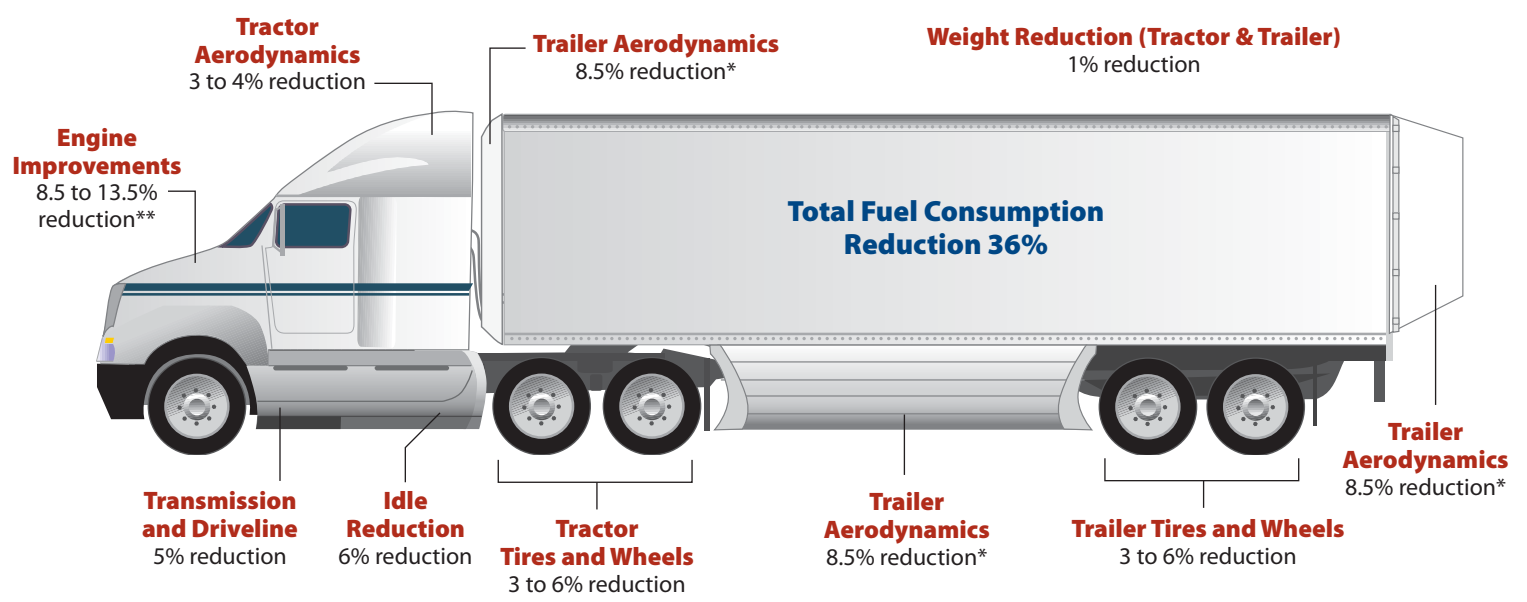 Tractor
Aerodynamics
3 to 4% reduction
Trailer Aerodynamics
8.5% reduction*
Weight Reduction (Tractor & Trailer)
1% reduction
Engine
Improvements
8.5 to 13.5%
reduction**
Total Fuel Consumption
Reduction 36%
Transmission
and Driveline
5% reduction
Idle
Reduction
6% reduction
Tractor
Tires and Wheels
3 to 6% reduction
Trailer
Aerodynamics
8.5% reduction*
Trailer Tires and Wheels
3 to 6% reduction
Trailer
Aerodynamics
8.5% reduction*